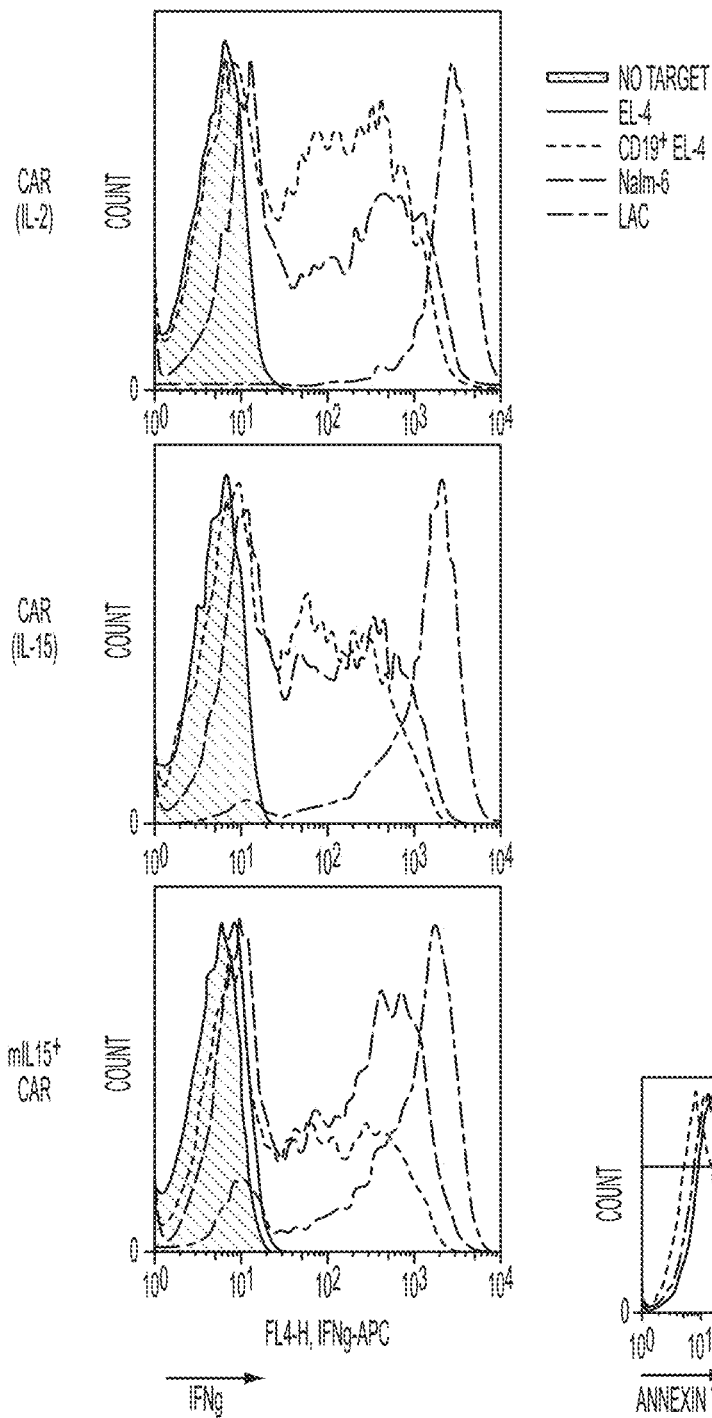 NO TARGET
EL-4
CD19+ EL-4
Nalm-6
LAC
CAR
(IL-2)
COUNT
0
10⁰ 10¹ 10² 10³ 10⁴
CAR
(IL-15)
COUNT
0
10⁰ 10¹ 10² 10³ 10⁴
mIL15+
CAR
COUNT
0
10⁰ 10¹ 10² 10³ 10⁴
FL4-H, IFNg-APC
IFNg
COUNT
0
10⁰ 10¹
ANNEXIN